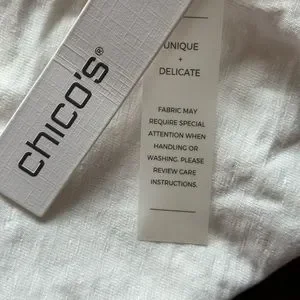 chico's®
UNIQUE
+
DELICATE
FABRIC MAY
REQUIRE SPECIAL
ATTENTION WHEN
HANDLING OR
WASHING. PLEASE
REVIEW CARE
INSTRUCTIONS.